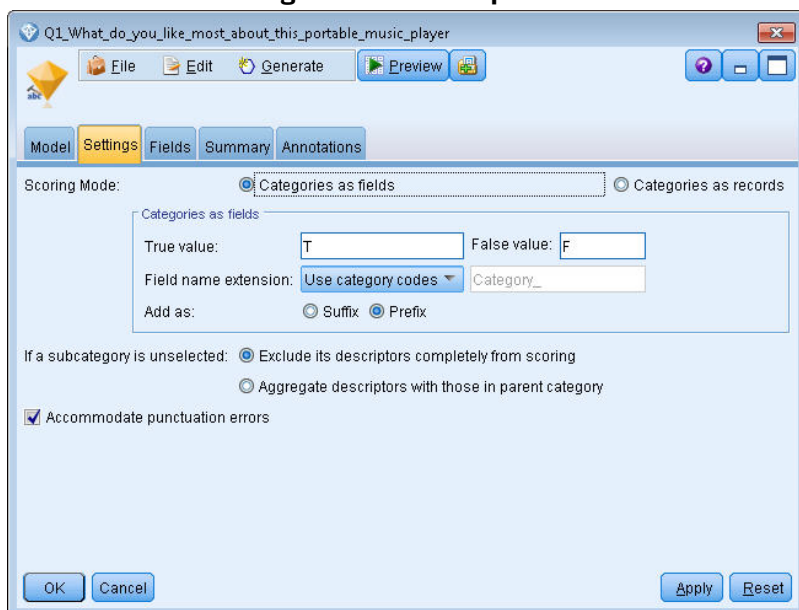 Q1_What_do_you_like_most_about_this_portable_music_player
File Edit Generate Preview
abc
Model Settings Fields Summary Annotations
Scoring Mode: Categories as fields Categories as records
Categories as fields
True value: T False value: F
Field name extension: Use category codes Category_
Add as: Suffix Prefix
If a subcategory is unselected: Exclude its descriptors completely from scoring
Aggregate descriptors with those in parent category
Accommodate punctuation errors
OK Cancel Apply Reset